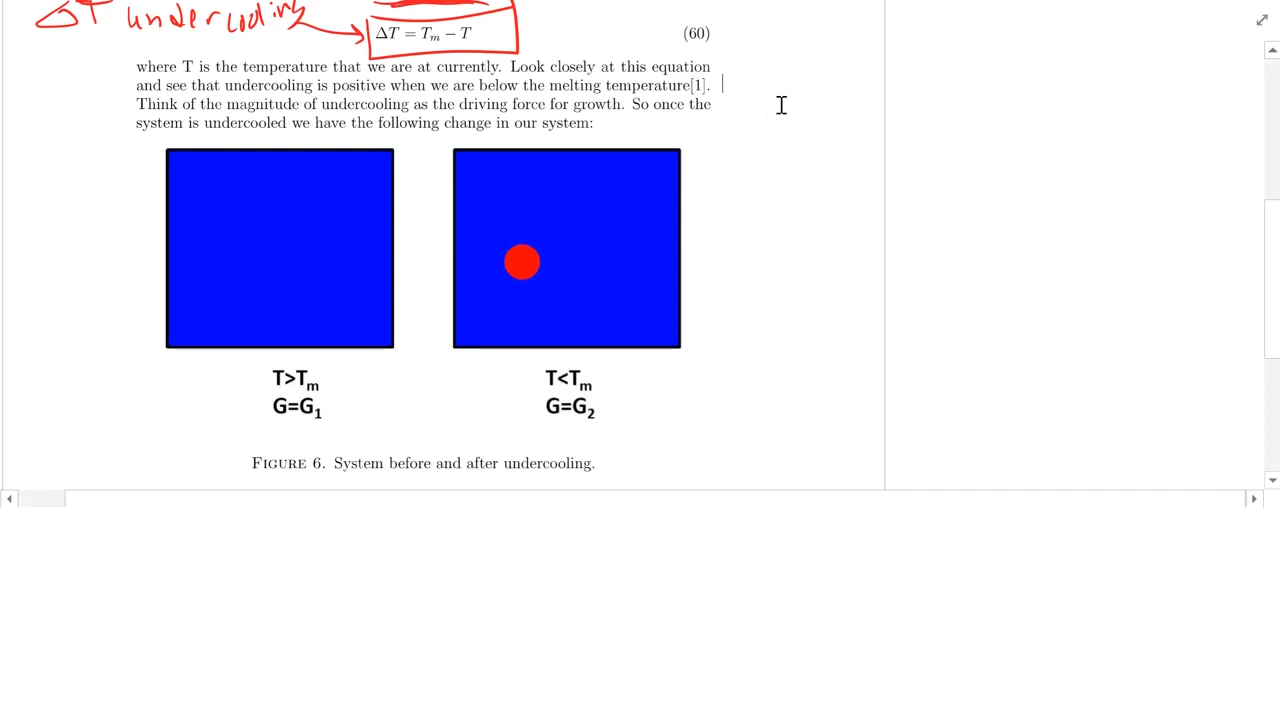 ΔT undercooling
ΔT = Tₘ − T (60)
where T is the temperature that we are at currently. Look closely at this equation
and see that undercooling is positive when we are below the melting temperature[1].
Think of the magnitude of undercooling as the driving force for growth. So once the
system is undercooled we have the following change in our system:
T>Tₘ
G=G₁
T<Tₘ
G=G₂
Figure 6. System before and after undercooling.